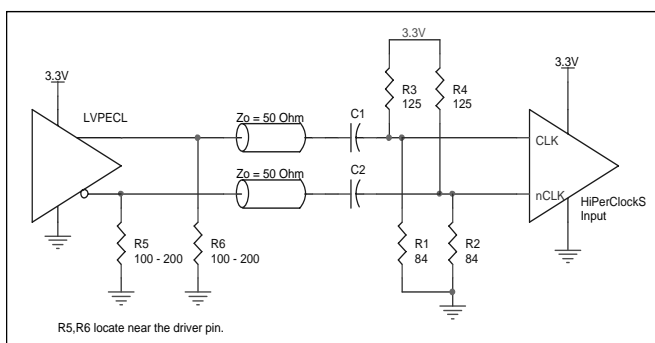 3.3V
3.3V
3.3V
R3
125
R4
125
LVPECL
Zo = 50 Ohm
C1
CLK
Zo = 50 Ohm
C2
nCLK
HiPerClockS
Input
R5
100 - 200
R6
100 - 200
R1
84
R2
84
R5,R6 locate near the driver pin.